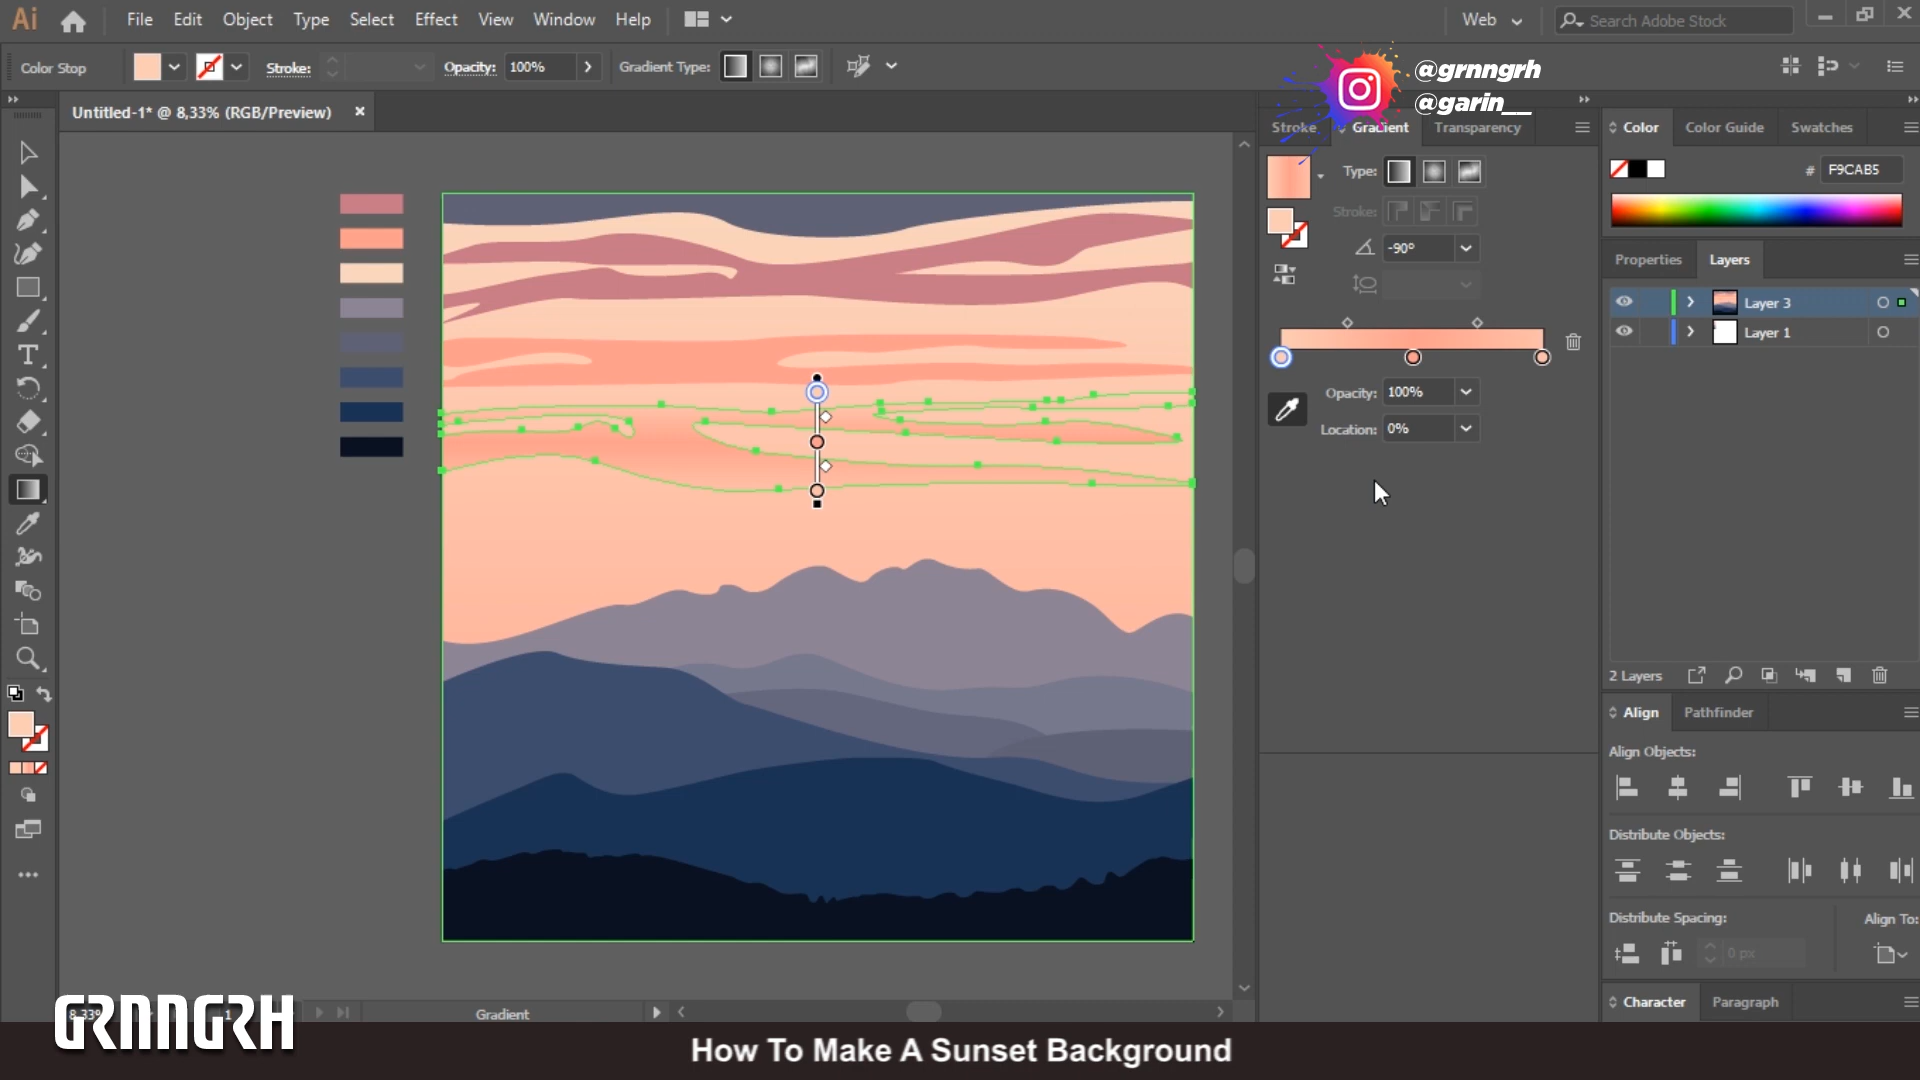 Ai File Edit Object Type Select Effect View Window Help Web Search Adobe Stock
Color Stop Stroke: Opacity: 100% Gradient Type: @grnngrh
@garin__
Untitled-1* @ 8,33% (RGB/Preview)
Stroke Gradient Transparency Color Color Guide Swatches
Type: # F9CAB5
Stroke:
-90°
Properties Layers
Layer 3
Layer 1
Opacity: 100%
Location: 0%
2 Layers
Align Pathfinder
Align Objects:
Distribute Objects:
Distribute Spacing: Align To:
0 px
Character Paragraph
8,33% 1 Gradient
GRNNGRH
How To Make A Sunset Background